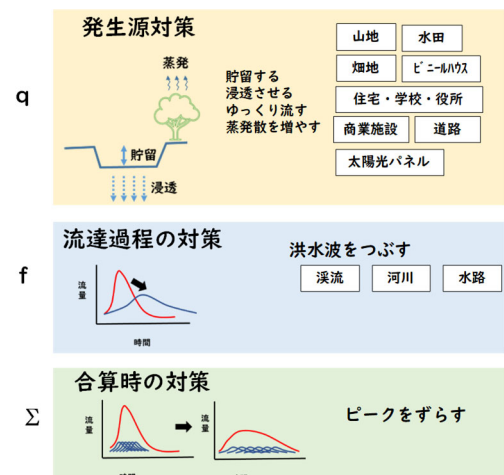 発生源対策
q
蒸発
貯留
浸透
貯留する
浸透させる
ゆっくり流す
蒸発散を増やす
山地
水田
畑地
ビニールハウス
住宅・学校・役所
商業施設
道路
太陽光パネル
f
流達過程の対策
流量
時間
洪水波をつぶす
渓流
河川
水路
Σ
合算時の対策
流量
流量
ピークをずらす